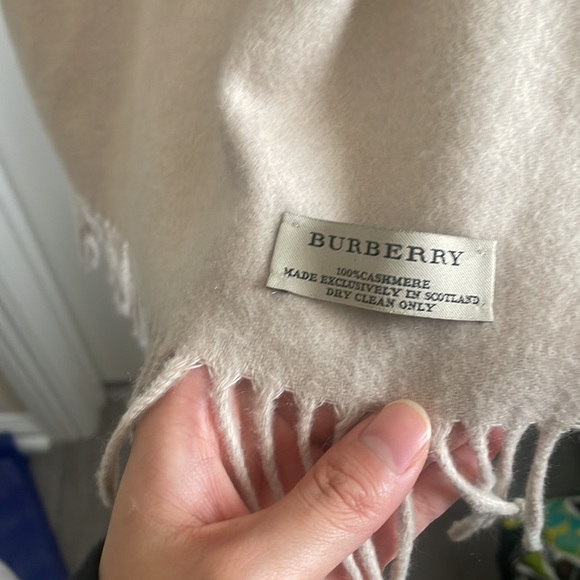 BURBERRY
100%CASHMERE
MADE EXCLUSIVELY IN SCOTLAND
DRY CLEAN ONLY